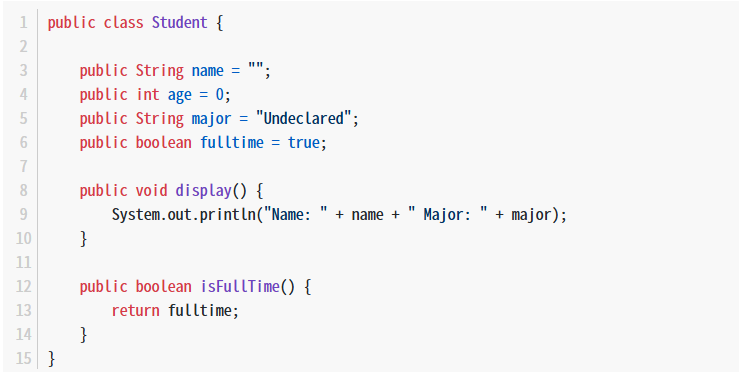 1 public class Student {
2
3     public String name = "";
4     public int age = 0;
5     public String major = "Undeclared";
6     public boolean fulltime = true;
7
8     public void display() {
9         System.out.println("Name: " + name + " Major: " + major);
10     }
11
12     public boolean isFullTime() {
13         return fulltime;
14     }
15 }